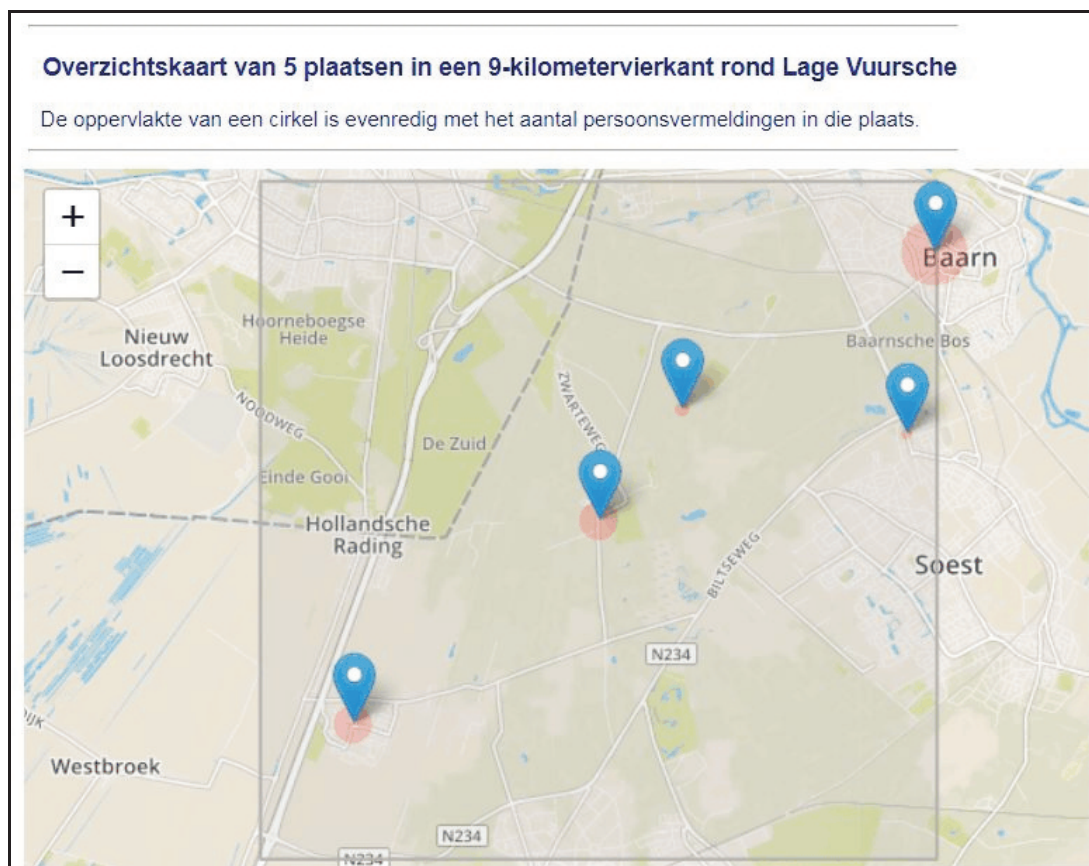 Overzichtskaart van 5 plaatsen in een 9-kilometervierkant rond Lage Vuursche
De oppervlakte van een cirkel is evenredig met het aantal persoonsvermeldingen in die plaats.
+
−
Baarn
Nieuw
Loosdrecht
Hoorneboegse
Heide
Baarnsche Bos
ZWARTEWEG
NOODWEG
De Zuid
Einde Gooi
Hollandsche
Rading
Soest
BILTSEWEG
N234
DIJK
Westbroek
N234
N234